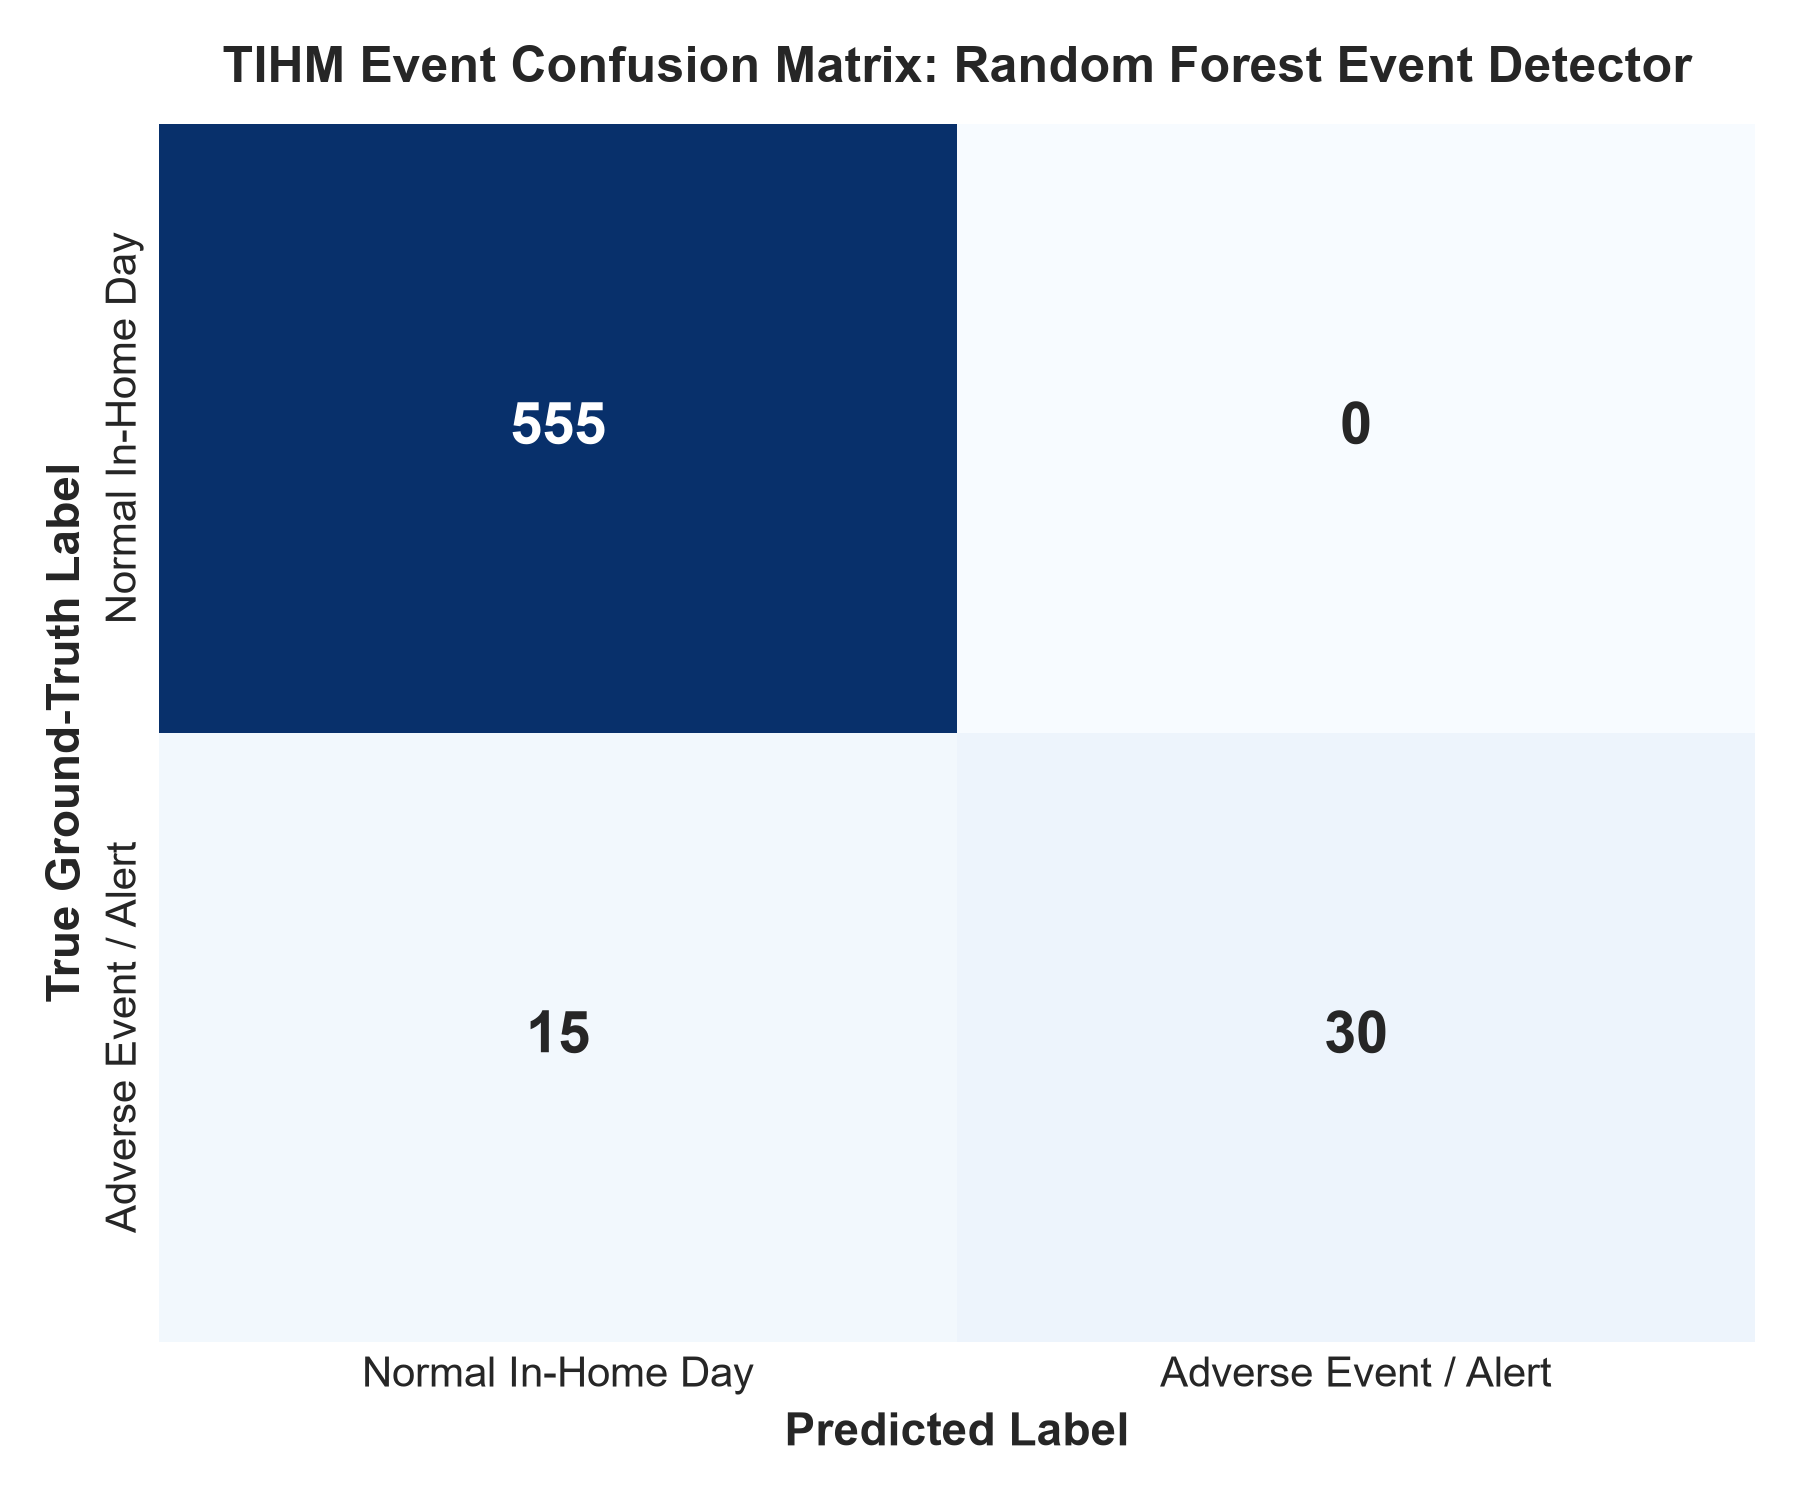 TIHM Event Confusion Matrix: Random Forest Event Detector
True Ground-Truth Label
Normal In-Home Day
555
0
Adverse Event / Alert
15
30
Normal In-Home Day
Adverse Event / Alert
Predicted Label